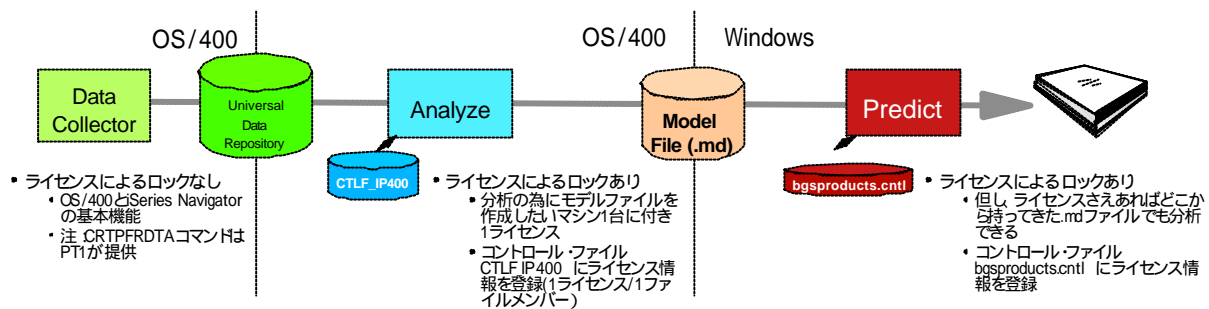 OS/400
OS/400
Windows
Data
Collector
Universal
Data
Repository
Analyze
Model
File (.md)
Predict
CTLF_IP400
bgsproducts.cntl
• ライセンスによるロックなし
• OS/400とiSeries Navigator
の基本機能
• 注:CRTPFRDTAコマンドは
PT1が提供
• ライセンスによるロックあり
• 分析の為にモデルファイルを
作成したいマシン1台に付き
1ライセンス
• コントロール・ファイル
CTLF IP400 にライセンス情
報を登録(1ライセンス/1ファ
イルメンバー)
• ライセンスによるロックあり
• 但し、ライセンスさえあればどこか
ら持ってきた.mdファイルでも分析
できる
• コントロール・ファイル
bgsproducts.cntl にライセンス情
報を登録